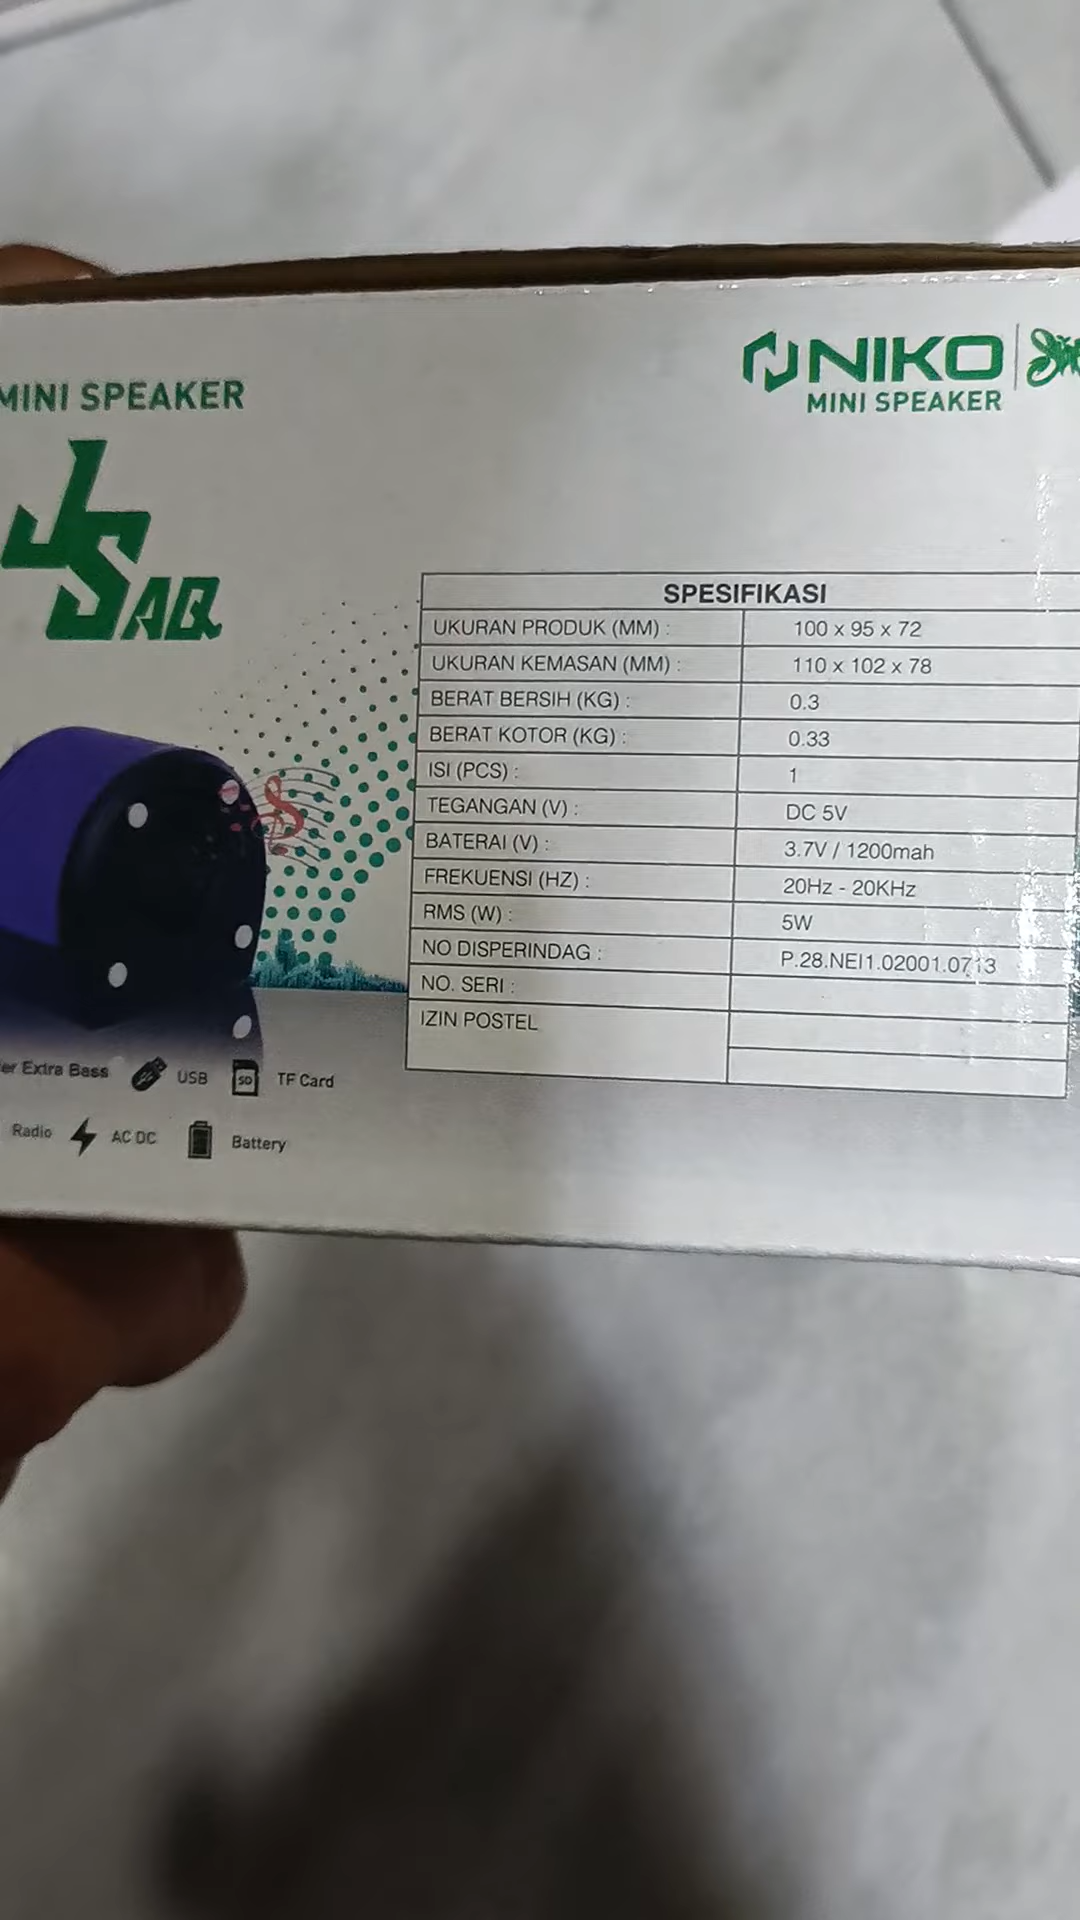 NIKO
MINI SPEAKER
MINI SPEAKER
JSAQ
SPESIFIKASI
UKURAN PRODUK (MM) : 100 x 95 x 72
UKURAN KEMASAN (MM) : 110 x 102 x 78
BERAT BERSIH (KG) : 0.3
BERAT KOTOR (KG) : 0.33
ISI (PCS) : 1
TEGANGAN (V) : DC 5V
BATERAI (V) : 3.7V / 1200mah
FREKUENSI (HZ) : 20Hz - 20KHz
RMS (W) : 5W
NO DISPERINDAG : P.28.NEI1.02001.0713
NO. SERI :
IZIN POSTEL
Extra Bass USB SD TF Card
Radio AC DC Battery